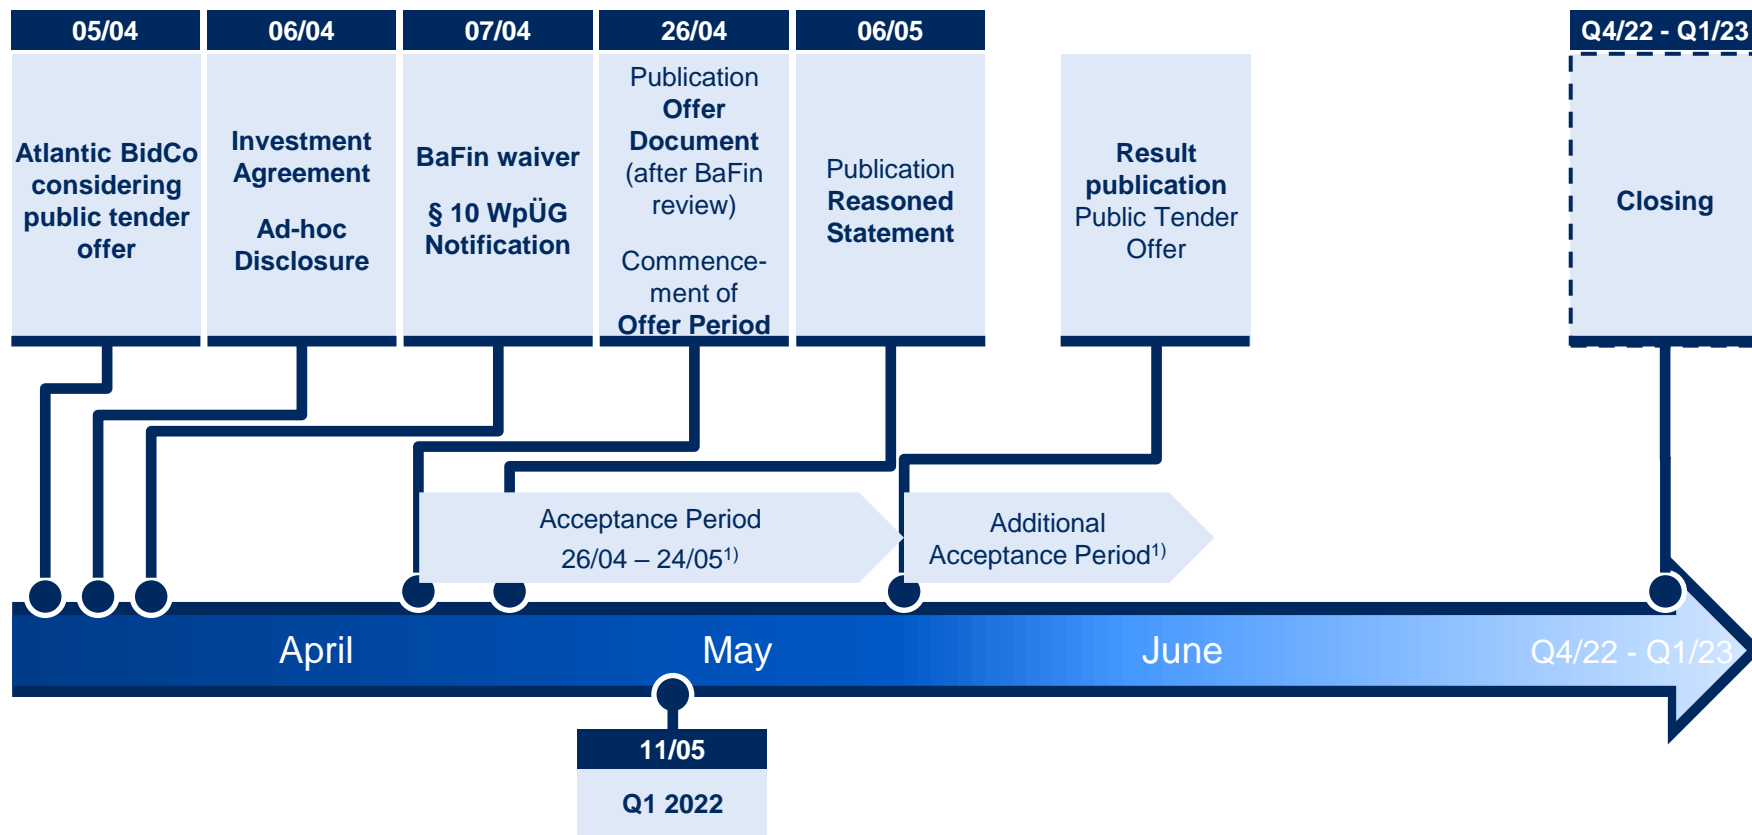 05/04
Atlantic BidCo
considering
public tender
offer
06/04
Investment
Agreement
Ad-hoc
Disclosure
07/04
BaFin waiver
§ 10 WpÜG
Notification
26/04
Publication
Offer
Document
(after BaFin
review)
Commence-
ment of
Offer Period
06/05
Publication
Reasoned
Statement
Result
publication
Public Tender
Offer
Q4/22 - Q1/23
Closing
Acceptance Period
26/04 – 24/05¹⁾
Additional
Acceptance Period¹⁾
April
May
June
Q4/22 - Q1/23
11/05
Q1 2022